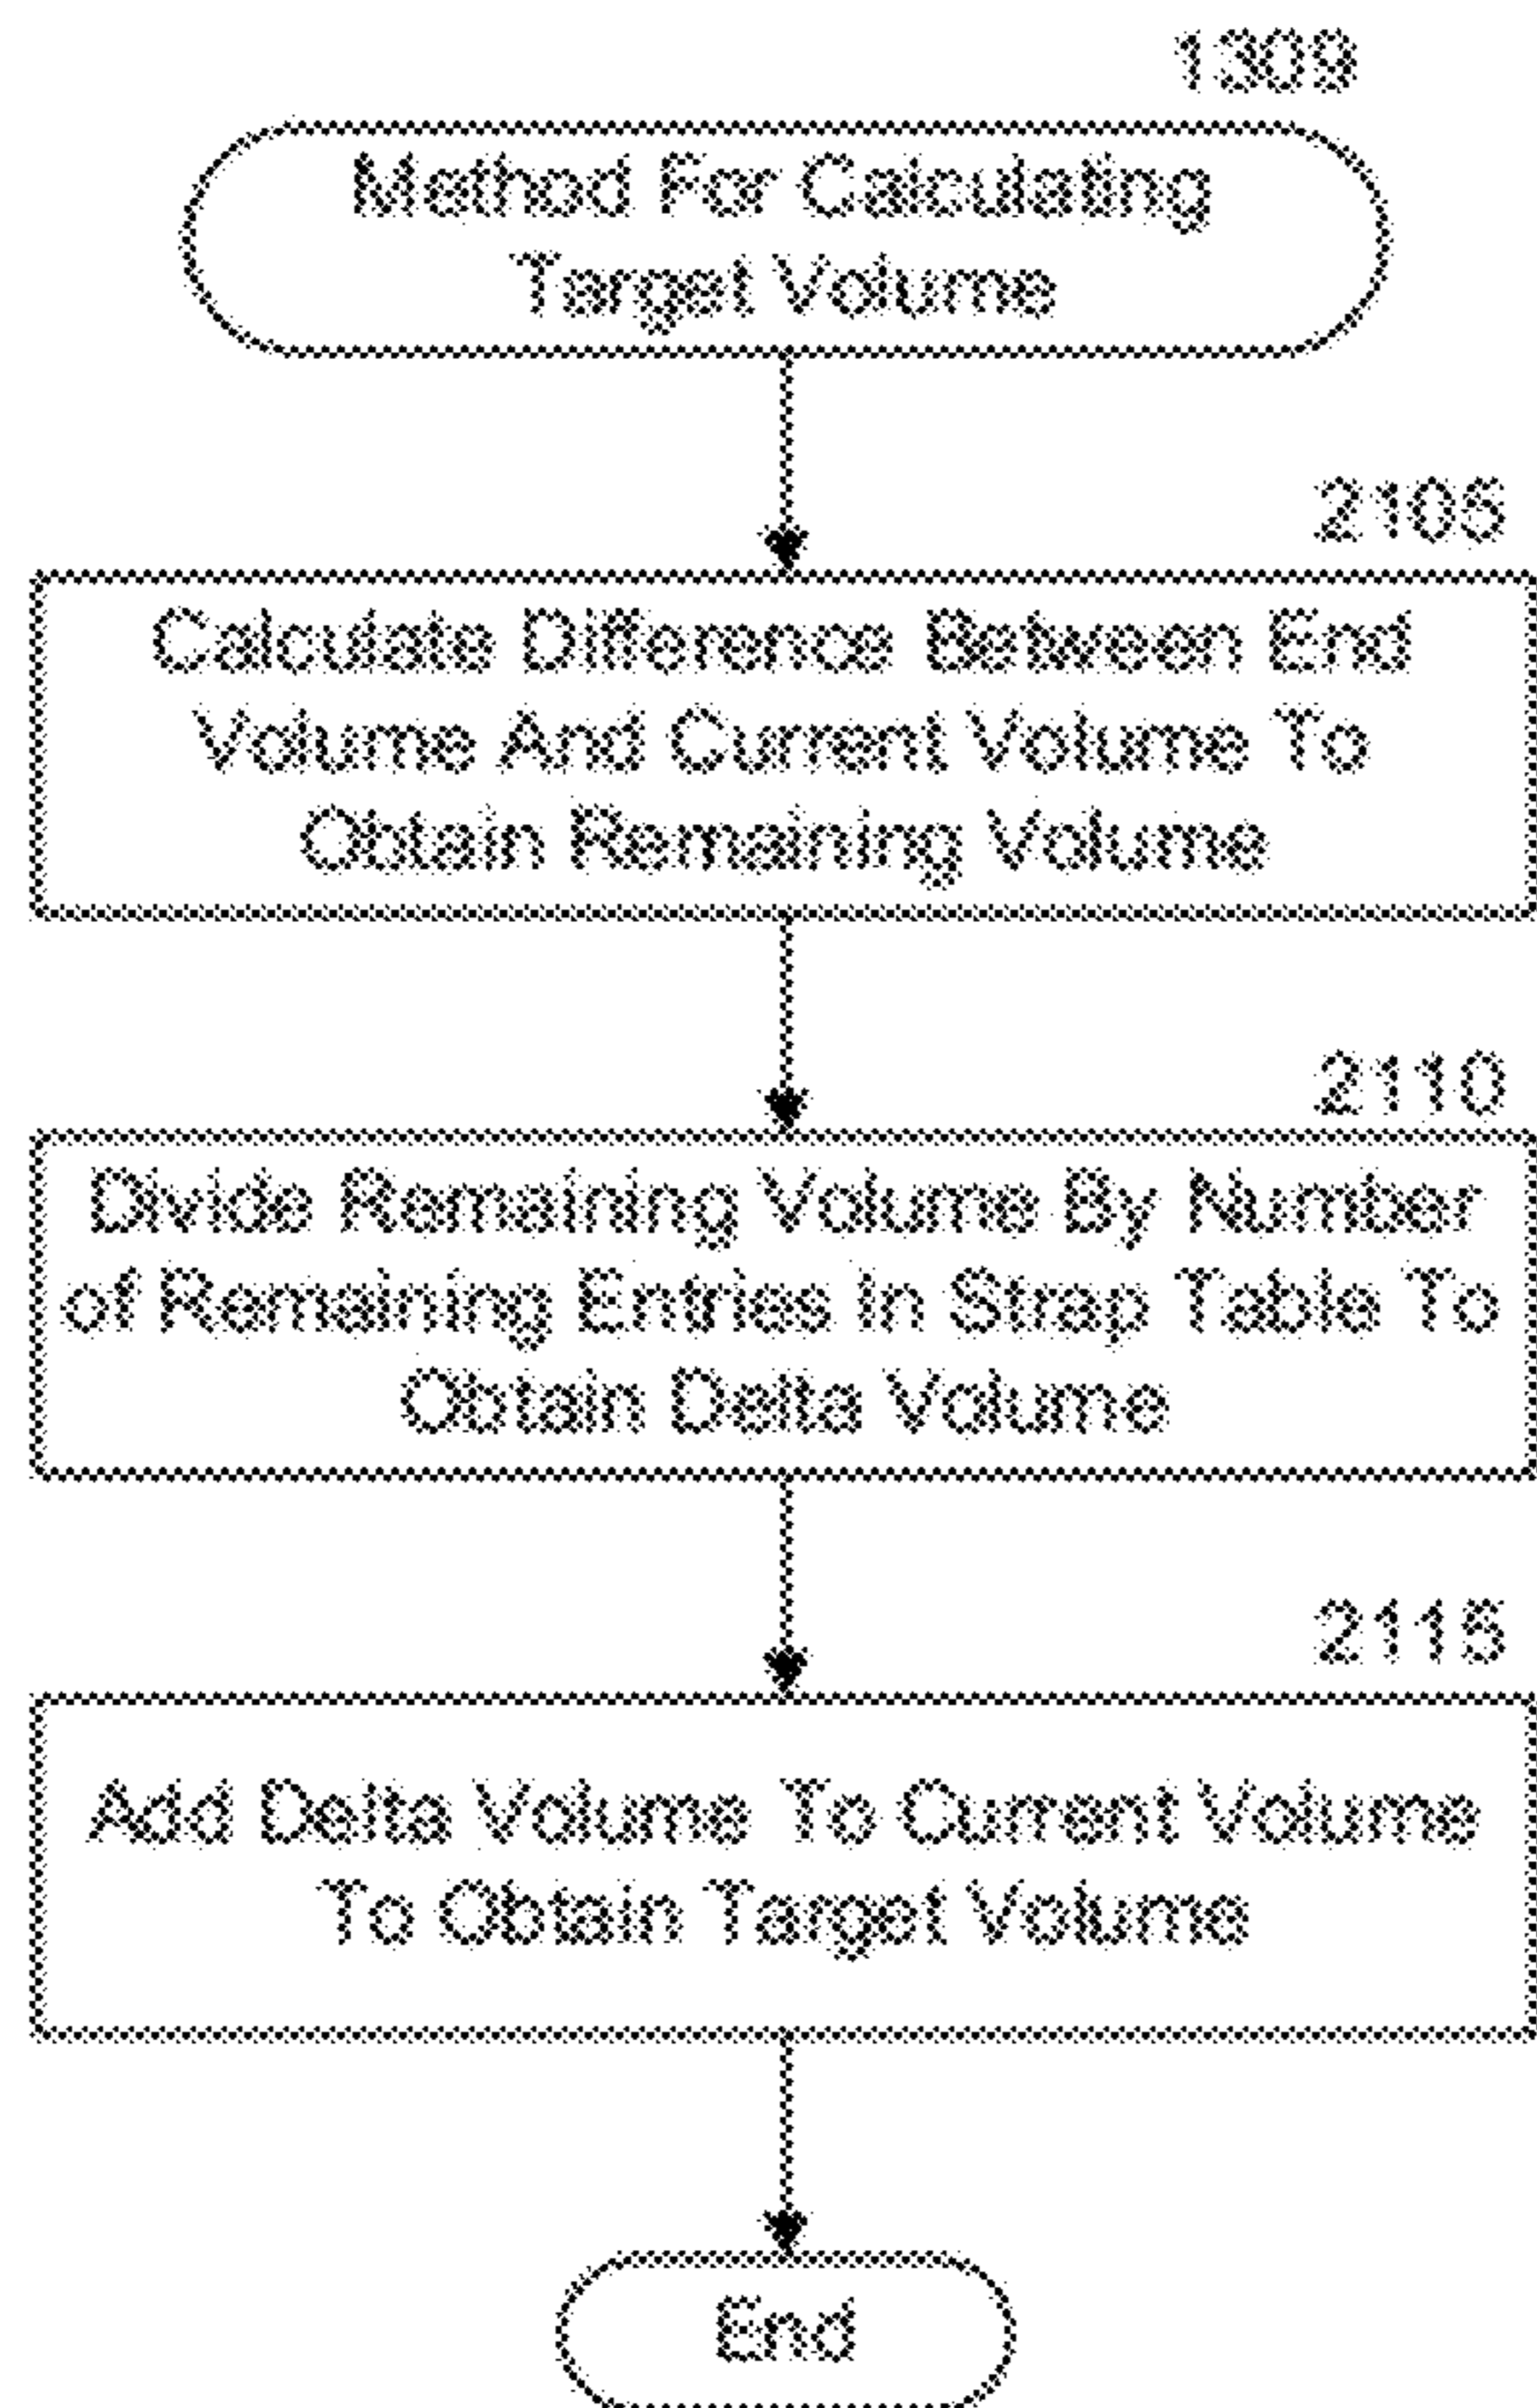 1309
Method For Calculating
Target Volume
2105
Calculate Difference Between End
Volume And Current Volume To
Obtain Remaining Volume
2110
Divide Remaining Volume By Number
of Remaining Entries In Strap Table To
Obtain Delta Volume
2115
Add Delta Volume To Current Volume
To Obtain Target Volume
End